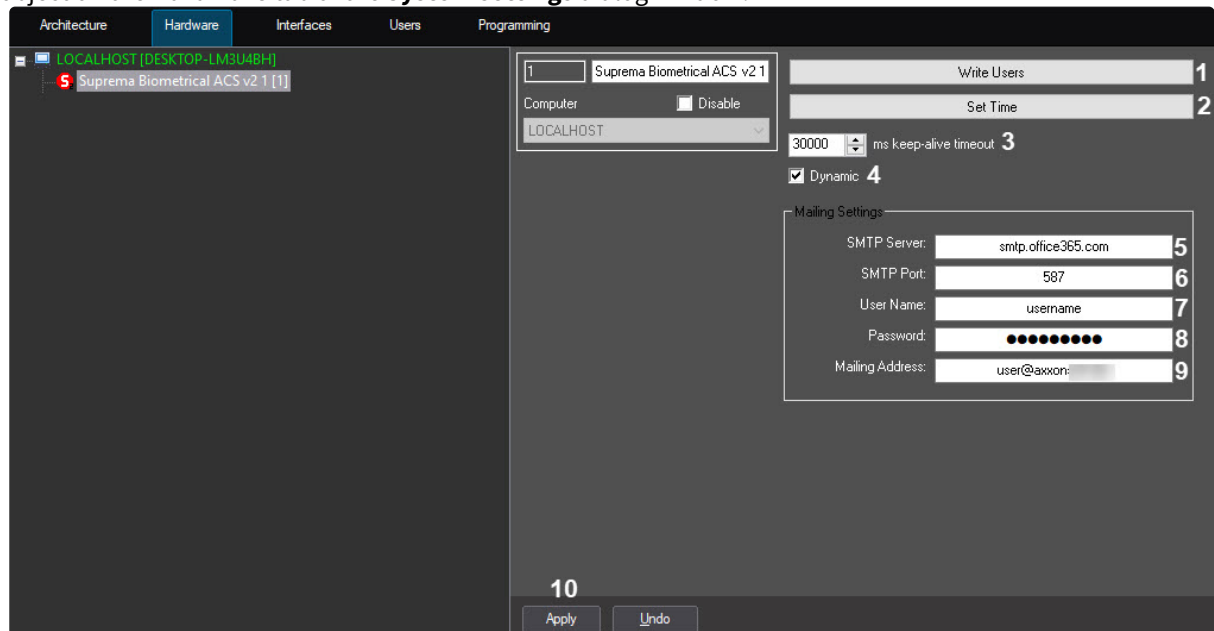 Architecture Hardware Interfaces Users Programming
LOCALHOST [DESKTOP-LM3U4BH]
S Suprema Biometrical ACS v2 1 [1]
1 Suprema Biometrical ACS v2 1
Computer Disable
LOCALHOST
Write Users 1
Set Time 2
30000 ms keep-alive timeout 3
Dynamic 4
Mailing Settings
SMTP Server: smtp.office365.com 5
SMTP Port: 587 6
User Name: username 7
Password: ●●●●●●●●● 8
Mailing Address: user@axxon 9
10
Apply Undo